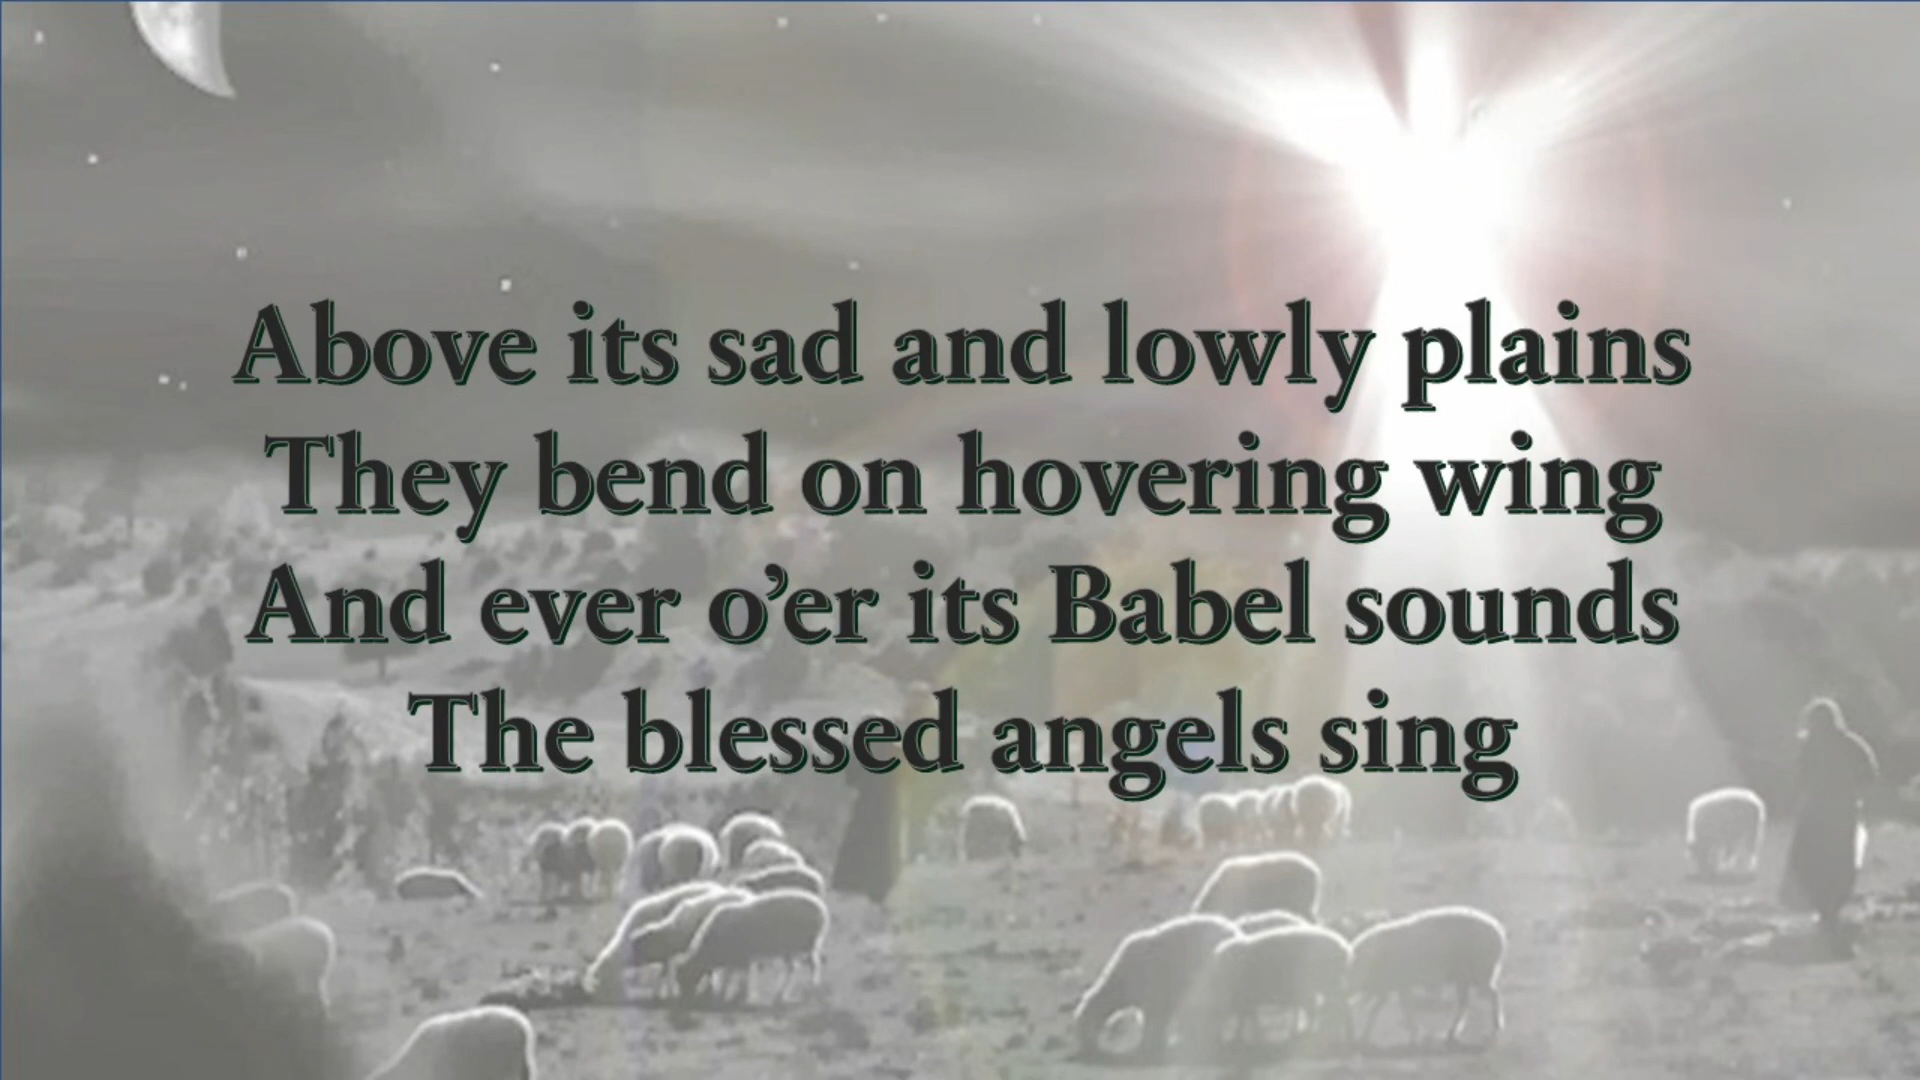 Above its sad and lowly plains
They bend on hovering wing
And ever o’er its Babel sounds
The blessed angels sing